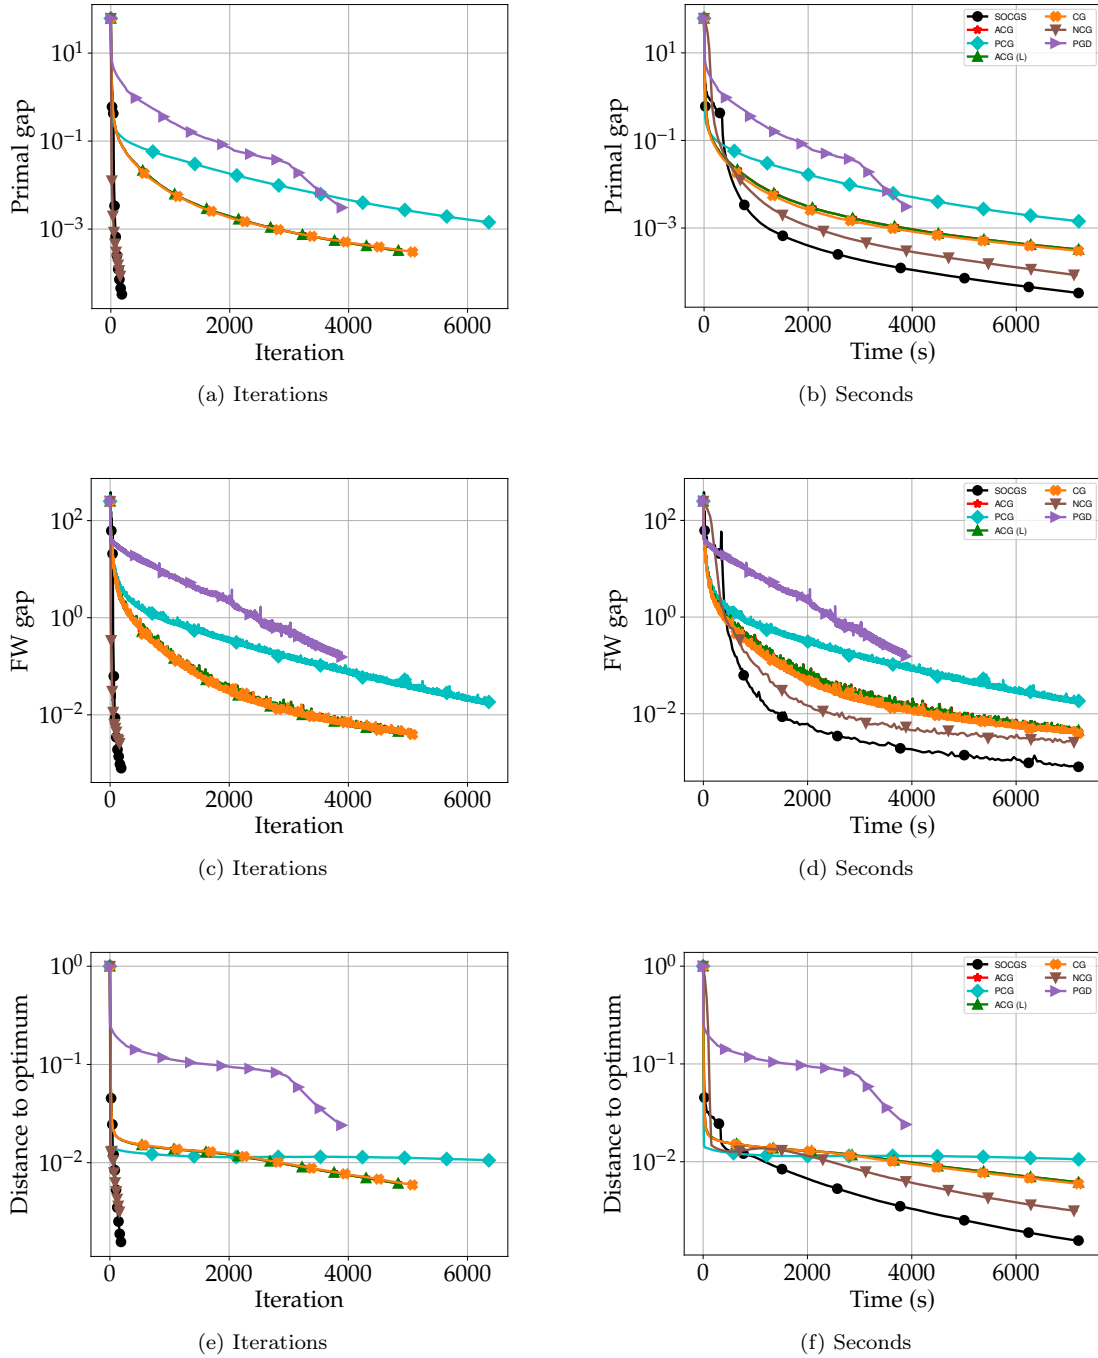 Primal gap
10^1
10^-1
10^-3
0 2000 4000 6000
Iteration
(a) Iterations
Primal gap
10^1
10^-1
10^-3
0 2000 4000 6000
Time (s)
SOCGS CG
ACG NCG
PCG PGD
ACG (L)
(b) Seconds
FW gap
10^2
10^0
10^-2
0 2000 4000 6000
Iteration
(c) Iterations
FW gap
10^2
10^0
10^-2
0 2000 4000 6000
Time (s)
SOCGS CG
ACG NCG
PCG PGD
ACG (L)
(d) Seconds
Distance to optimum
10^0
10^-1
10^-2
0 2000 4000 6000
Iteration
(e) Iterations
Distance to optimum
10^0
10^-1
10^-2
0 2000 4000 6000
Time (s)
SOCGS CG
ACG NCG
PCG PGD
ACG (L)
(f) Seconds